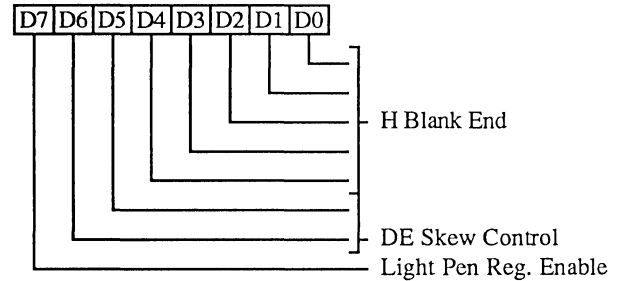 D7 D6 D5 D4 D3 D2 D1 D0
H Blank End
DE Skew Control
Light Pen Reg. Enable